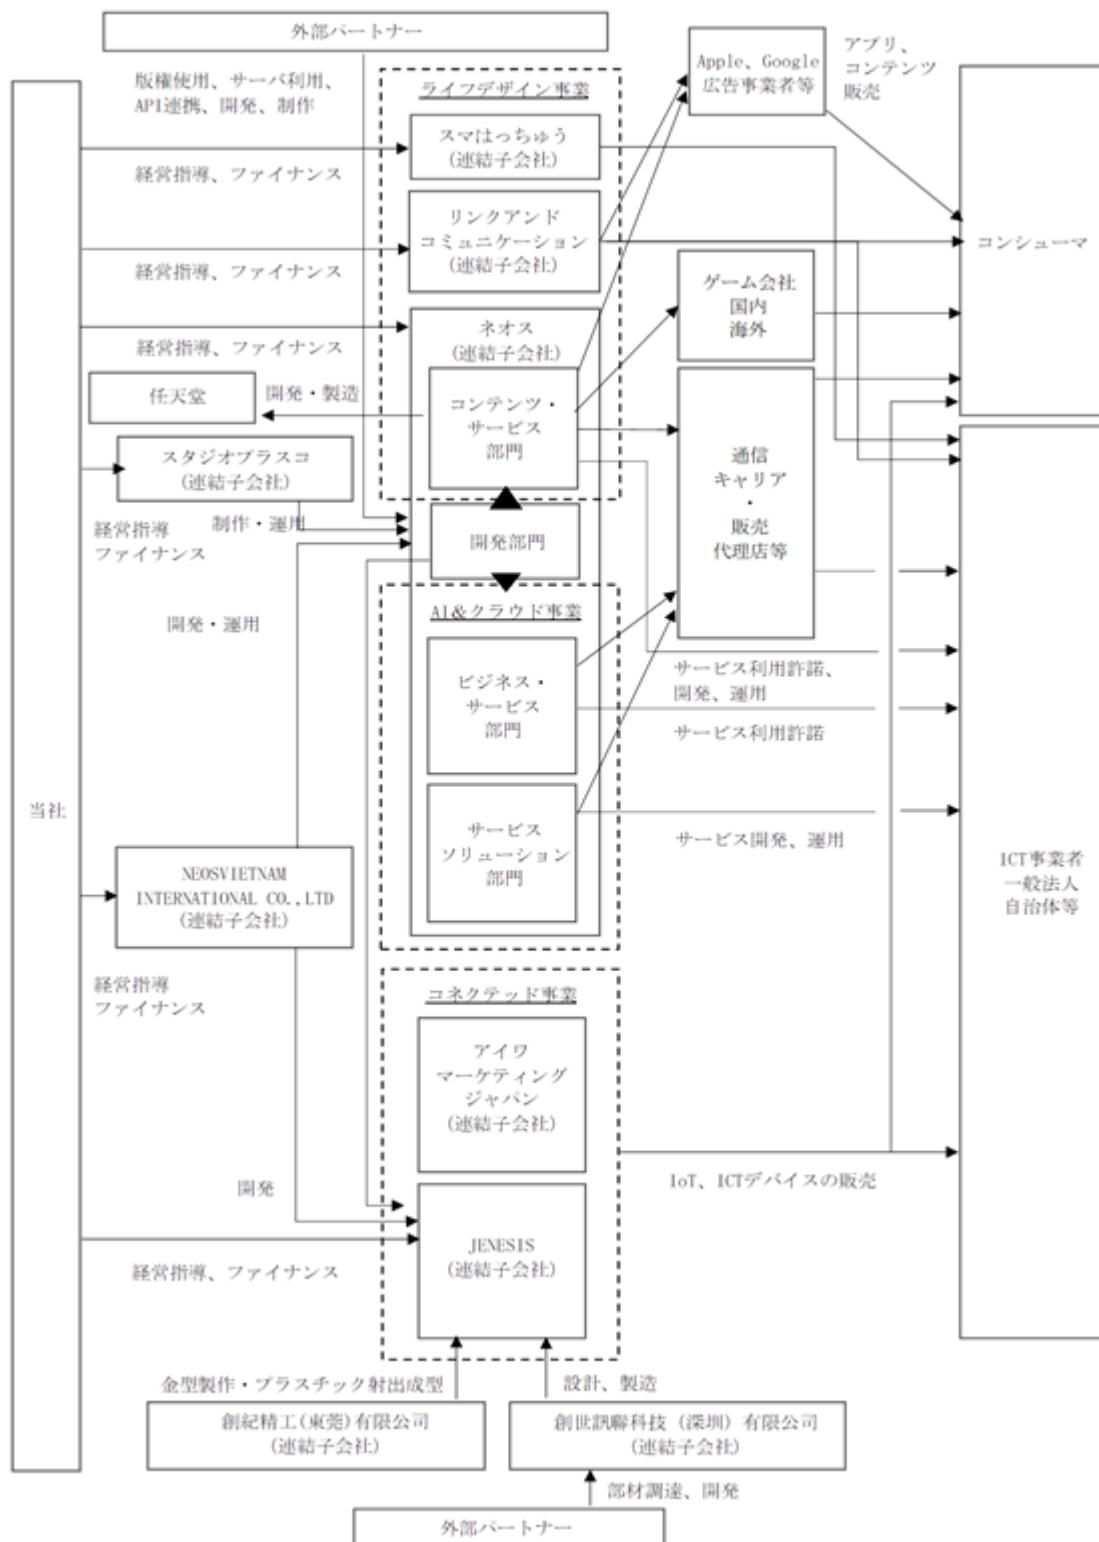 外部パートナー
版権使用、サーバ利用、
API連携、開発、制作
ライフデザイン事業
Apple、Google
広告事業者等
アプリ、
コンテンツ
販売
スマはっちゅう
(連結子会社)
経営指導、ファイナンス
リンクアンド
コミュニケーション
(連結子会社)
経営指導、ファイナンス
コンシューマ
ゲーム会社
国内
海外
ネオス
(連結子会社)
経営指導、ファイナンス
任天堂
開発・製造
コンテンツ・
サービス
部門
通信
キャリア
・
販売
代理店等
スタジオプラスコ
(連結子会社)
制作・運用
経営指導
ファイナンス
開発部門
開発・運用
AI&クラウド事業
ビジネス・
サービス
部門
サービス利用許諾、
開発、運用
サービス利用許諾
当社
サービス
ソリューション
部門
サービス開発、運用
ICT事業者
一般法人
自治体等
NEOSVIETNAM
INTERNATIONAL CO.,LTD
(連結子会社)
経営指導
ファイナンス
コネクテッド事業
アイワ
マーケティング
ジャパン
(連結子会社)
IoT、ICTデバイスの販売
開発
JENESIS
(連結子会社)
経営指導、ファイナンス
金型製作・プラスチック射出成型
設計、製造
創紀精工(東莞)有限公司
(連結子会社)
創世訊聯科技（深圳）有限公司
(連結子会社)
部材調達、開発
外部パートナー